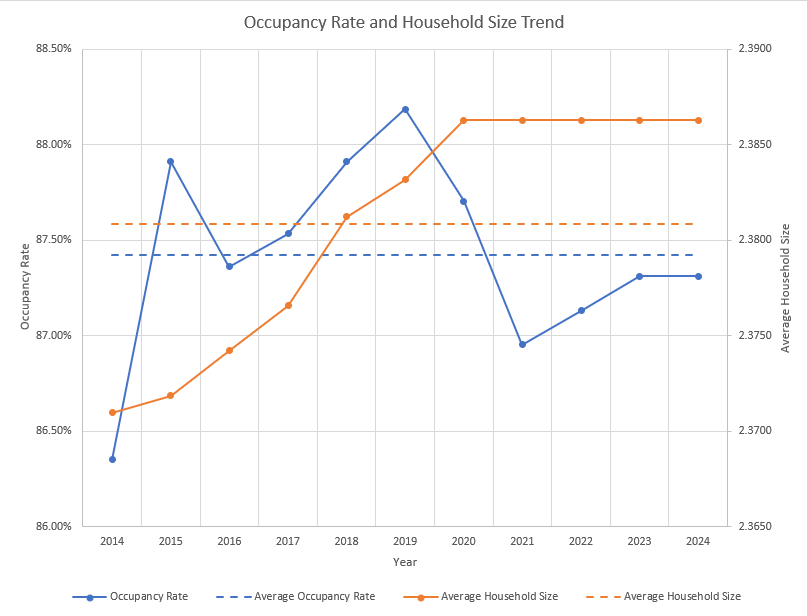 Occupancy Rate and Household Size Trend
88.50%
88.00%
87.50%
87.00%
86.50%
86.00%
Occupancy Rate
2.3900
2.3850
2.3800
2.3750
2.3700
2.3650
Average Household Size
2014 2015 2016 2017 2018 2019 2020 2021 2022 2023 2024
Year
Occupancy Rate Average Occupancy Rate Average Household Size Average Household Size